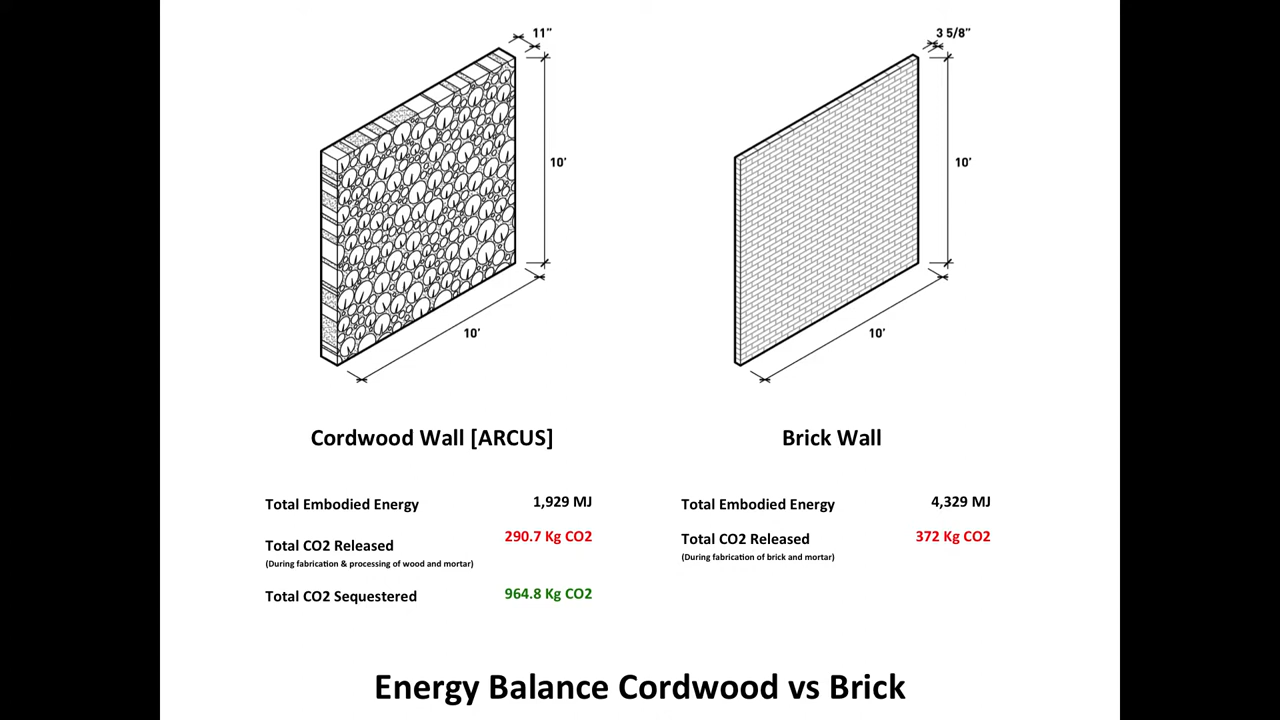 11”
10’
10’
3 5/8”
10’
10’
Cordwood Wall [ARCUS]
Total Embodied Energy 1,929 MJ
Total CO2 Released 290.7 Kg CO2
(During fabrication & processing of wood and mortar)
Total CO2 Sequestered 964.8 Kg CO2
Brick Wall
Total Embodied Energy 4,329 MJ
Total CO2 Released 372 Kg CO2
(During fabrication of brick and mortar)
Energy Balance Cordwood vs Brick